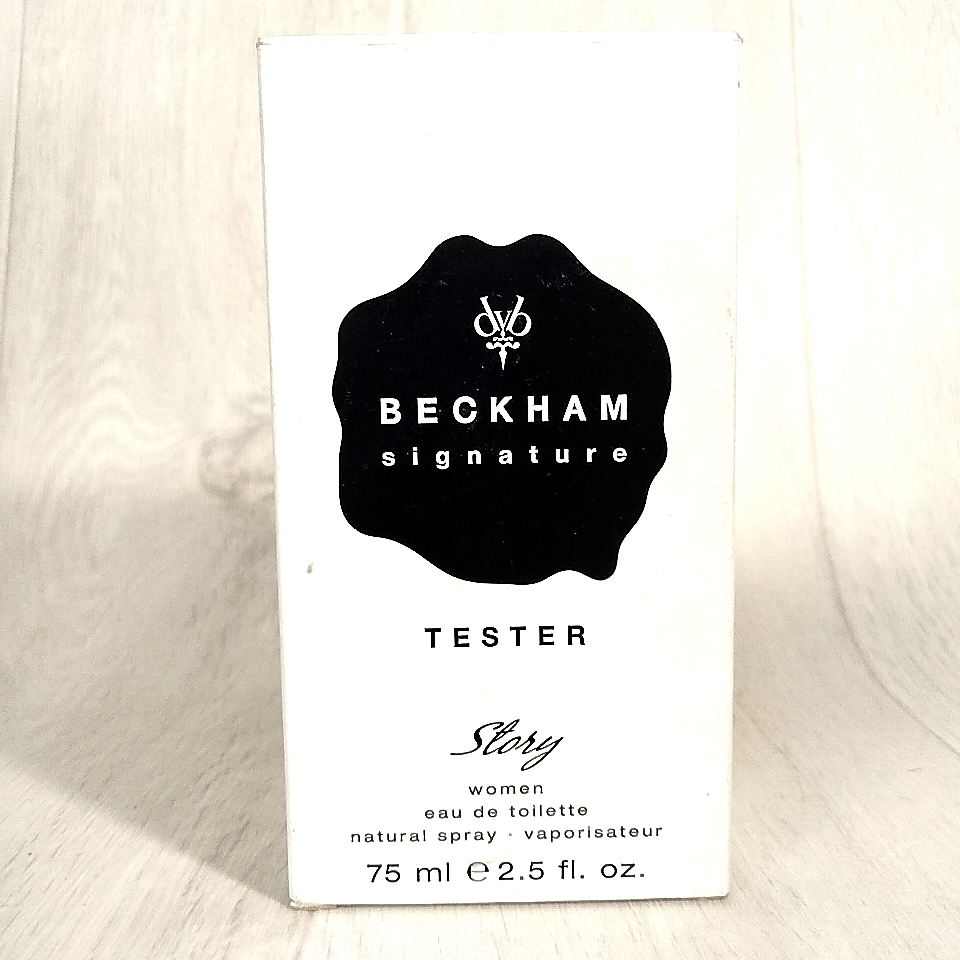 dvb
BECKHAM
signature
TESTER
Story
women
eau de toilette
natural spray · vaporisateur
75 ml ℮ 2.5 fl. oz.